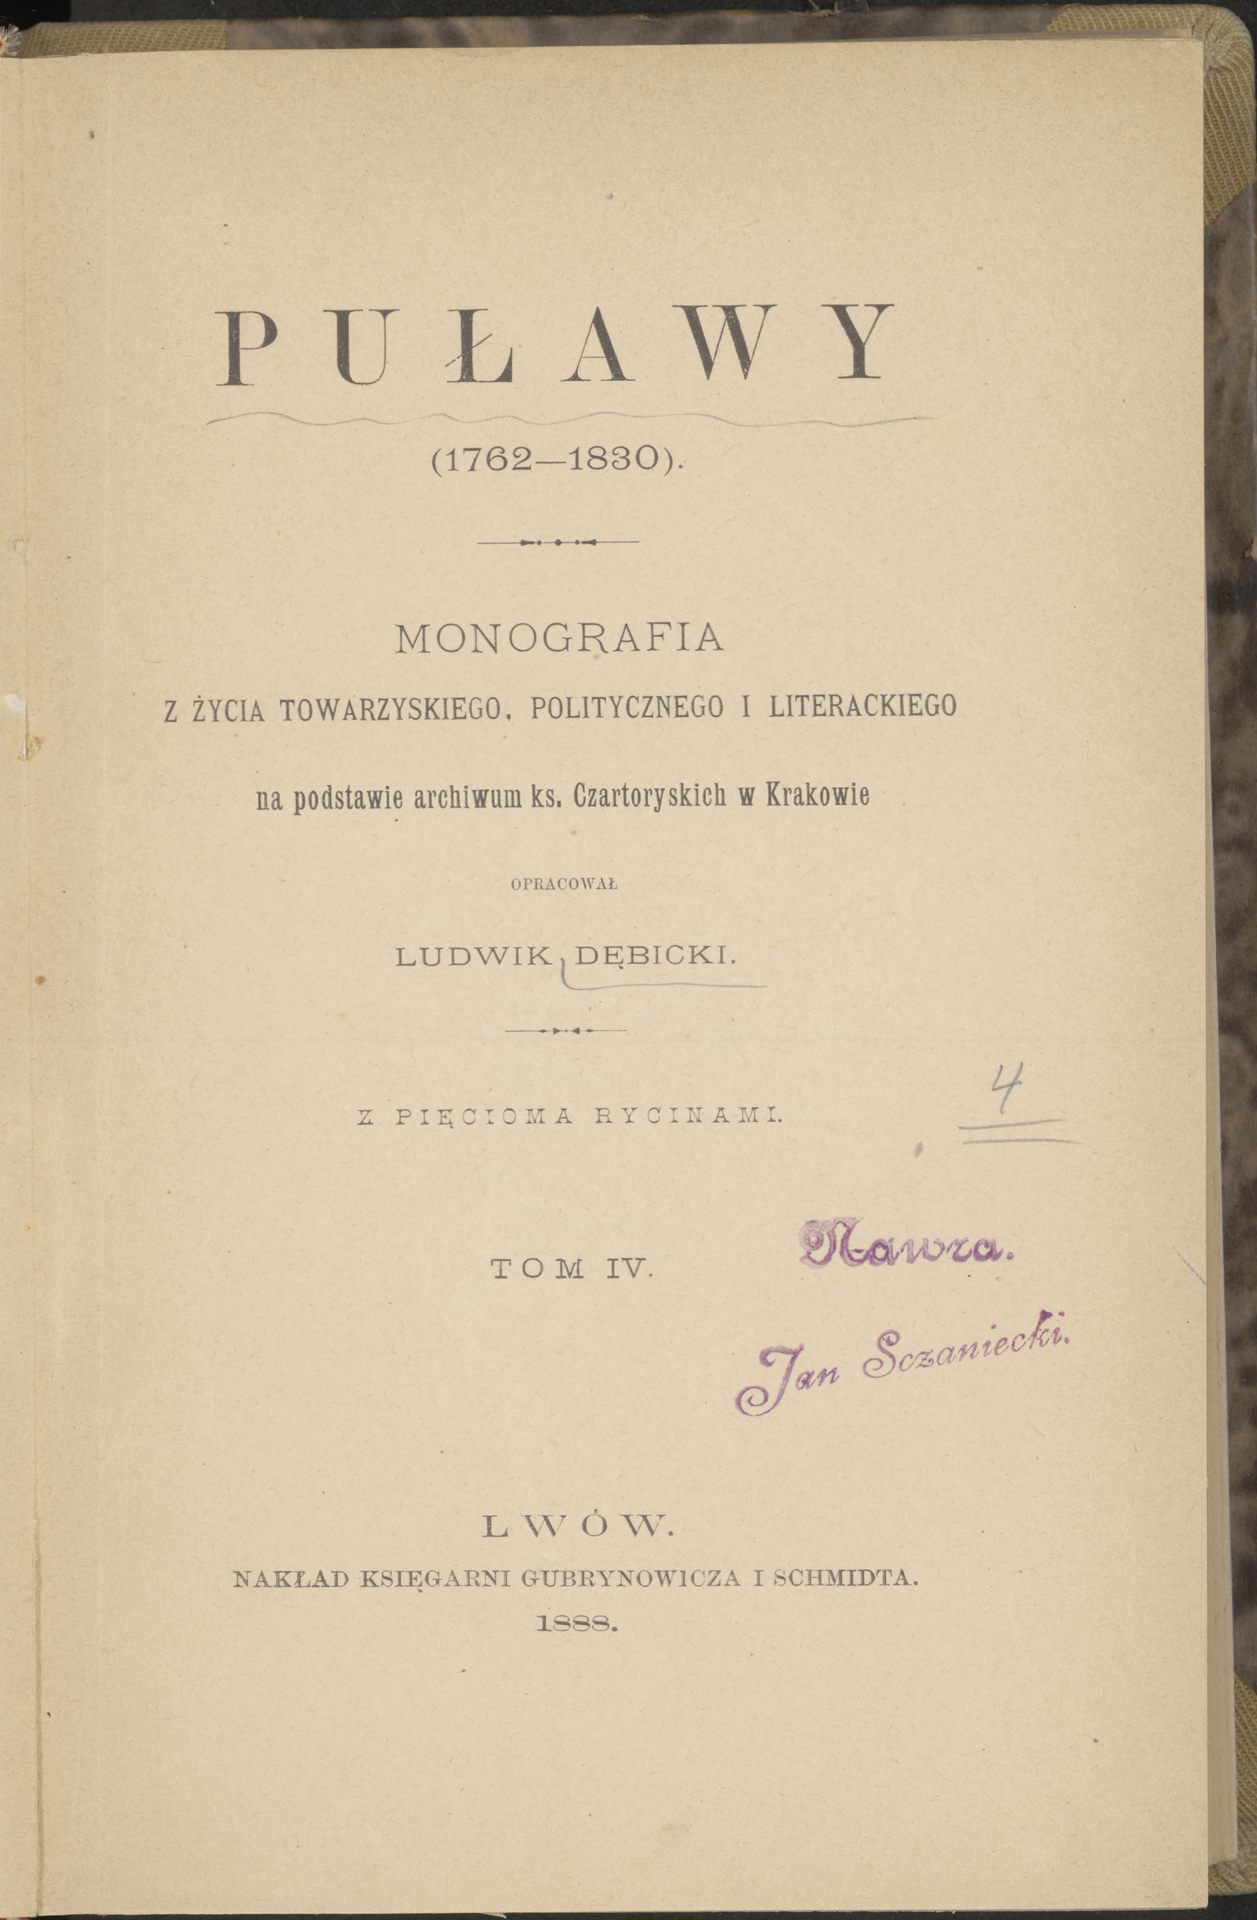 PUŁAWY
(1762—1830).
MONOGRAFIA
Z ŻYCIA TOWARZYSKIEGO, POLITYCZNEGO I LITERACKIEGO
na podstawie archiwum ks. Czartoryskich w Krakowie
OPRACOWAŁ
LUDWIK DĘBICKI.
Z PIĘCIOMA RYCINAMI.
4
TOM IV.
Nawra.
Jan Sczaniecki.
LWÓW.
NAKŁAD KSIĘGARNI GUBRYNOWICZA I SCHMIDTA.
1888.